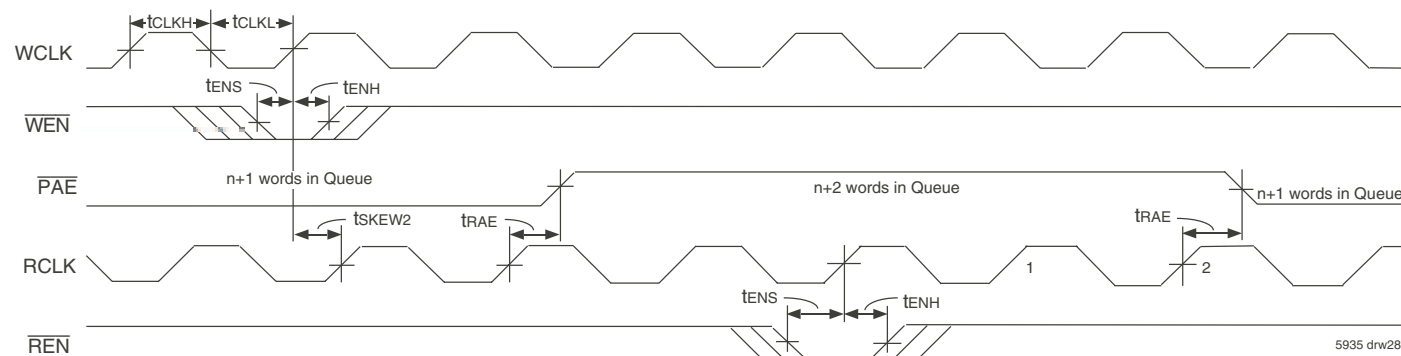 tCLKH tCLKL
WCLK
tENS tENH
WEN
PAE n+1 words in Queue n+2 words in Queue n+1 words in Queue
tSKEW2 tRAE tRAE
RCLK 1 2
tENS tENH
REN
5935 drw28